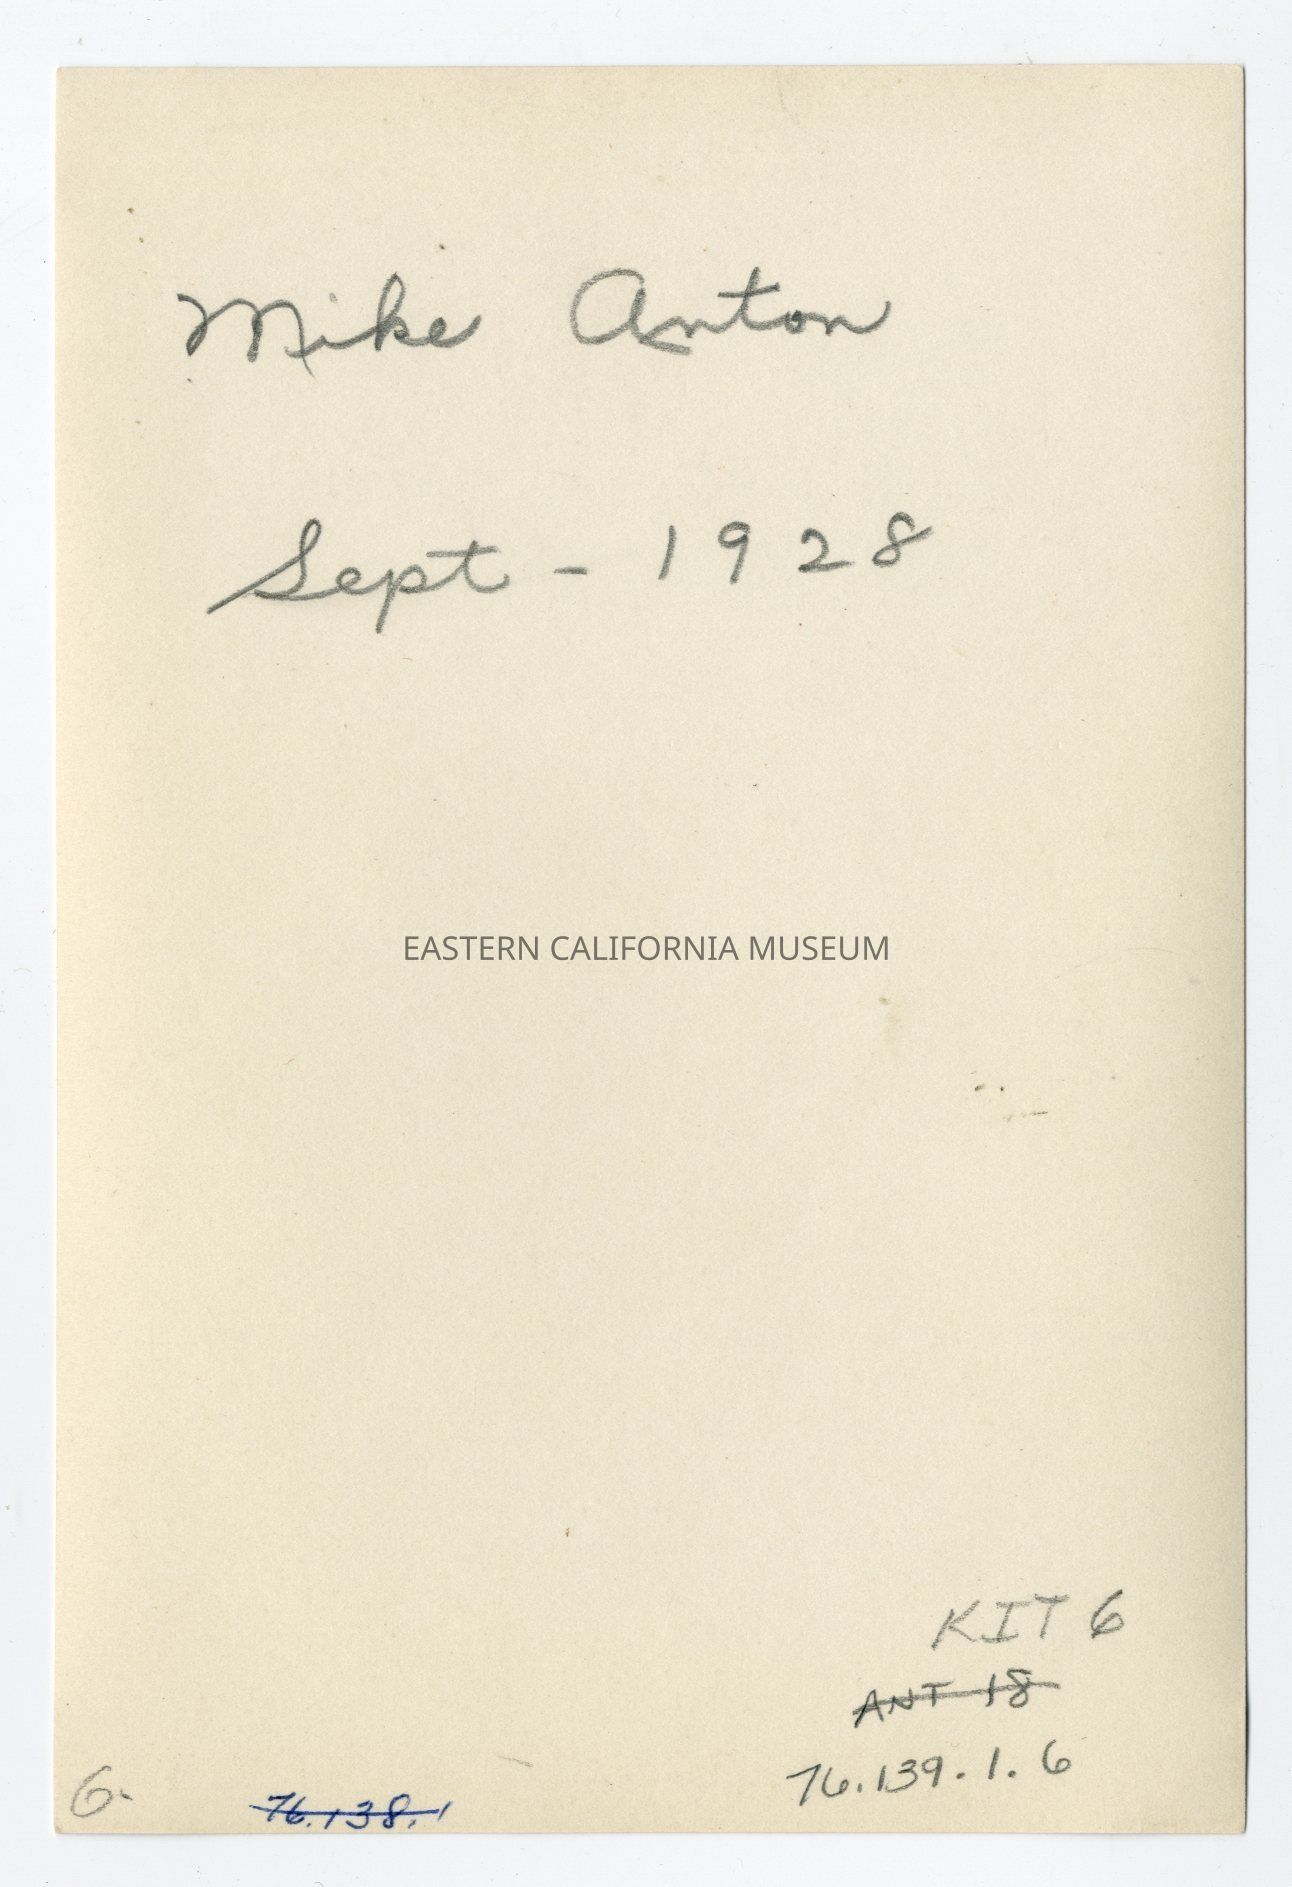 Mike Anton
Sept - 1928
EASTERN CALIFORNIA MUSEUM
KIT 6
ANT 18
76.139.1.6
6.
76.138.1